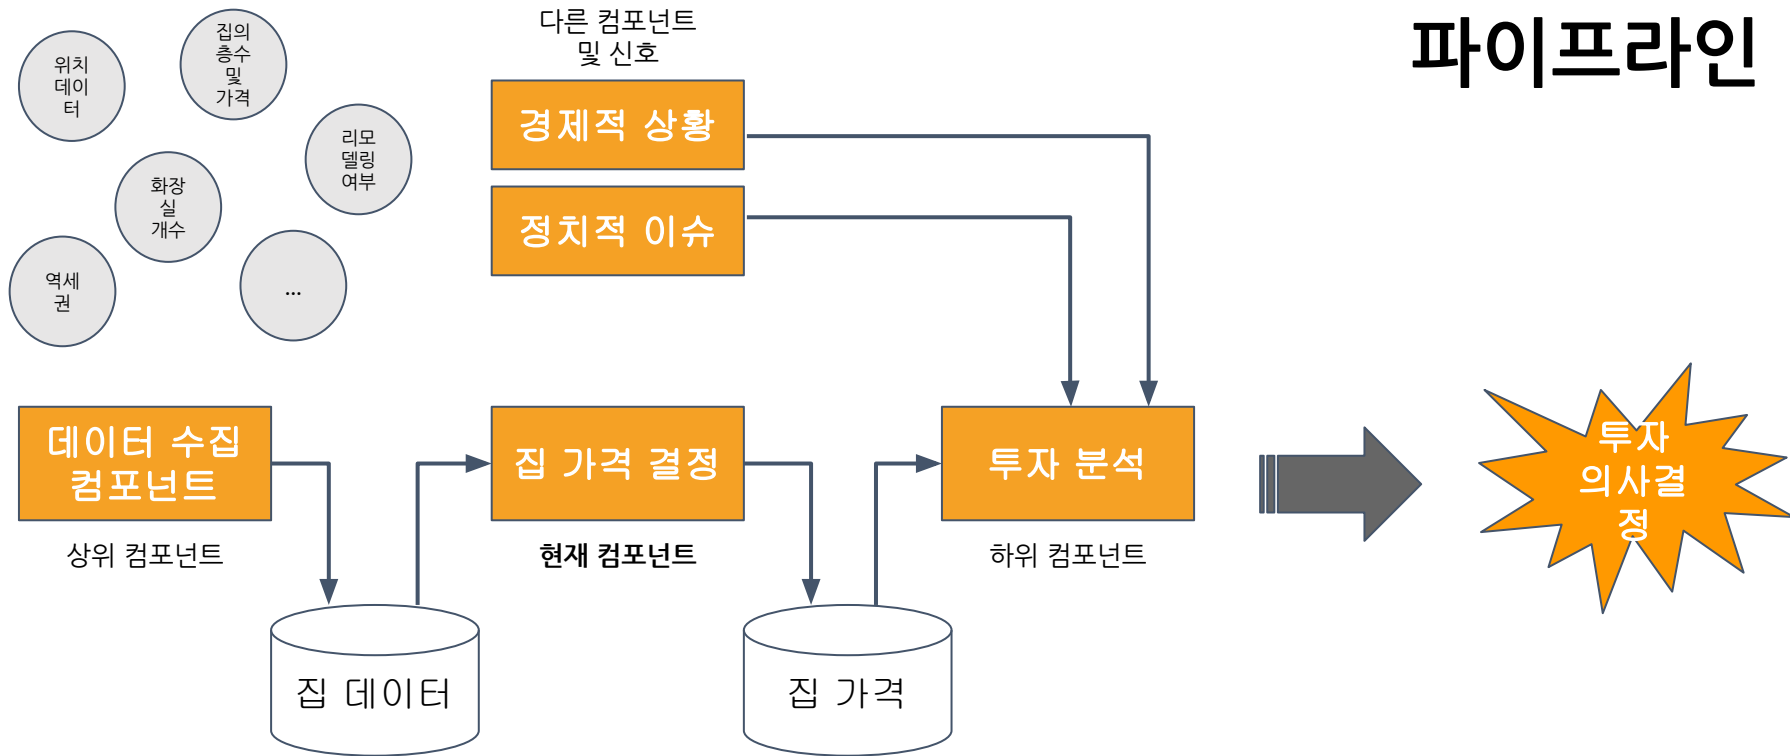 파이프라인
위치
데이
터
집의
층수
및
가격
리모
델링
여부
화장
실
개수
역세
권
...
다른 컴포넌트
및 신호
경제적 상황
정치적 이슈
데이터 수집
컴포넌트
상위 컴포넌트
집 가격 결정
현재 컴포넌트
투자 분석
하위 컴포넌트
투자
의사결
정
집 데이터
집 가격